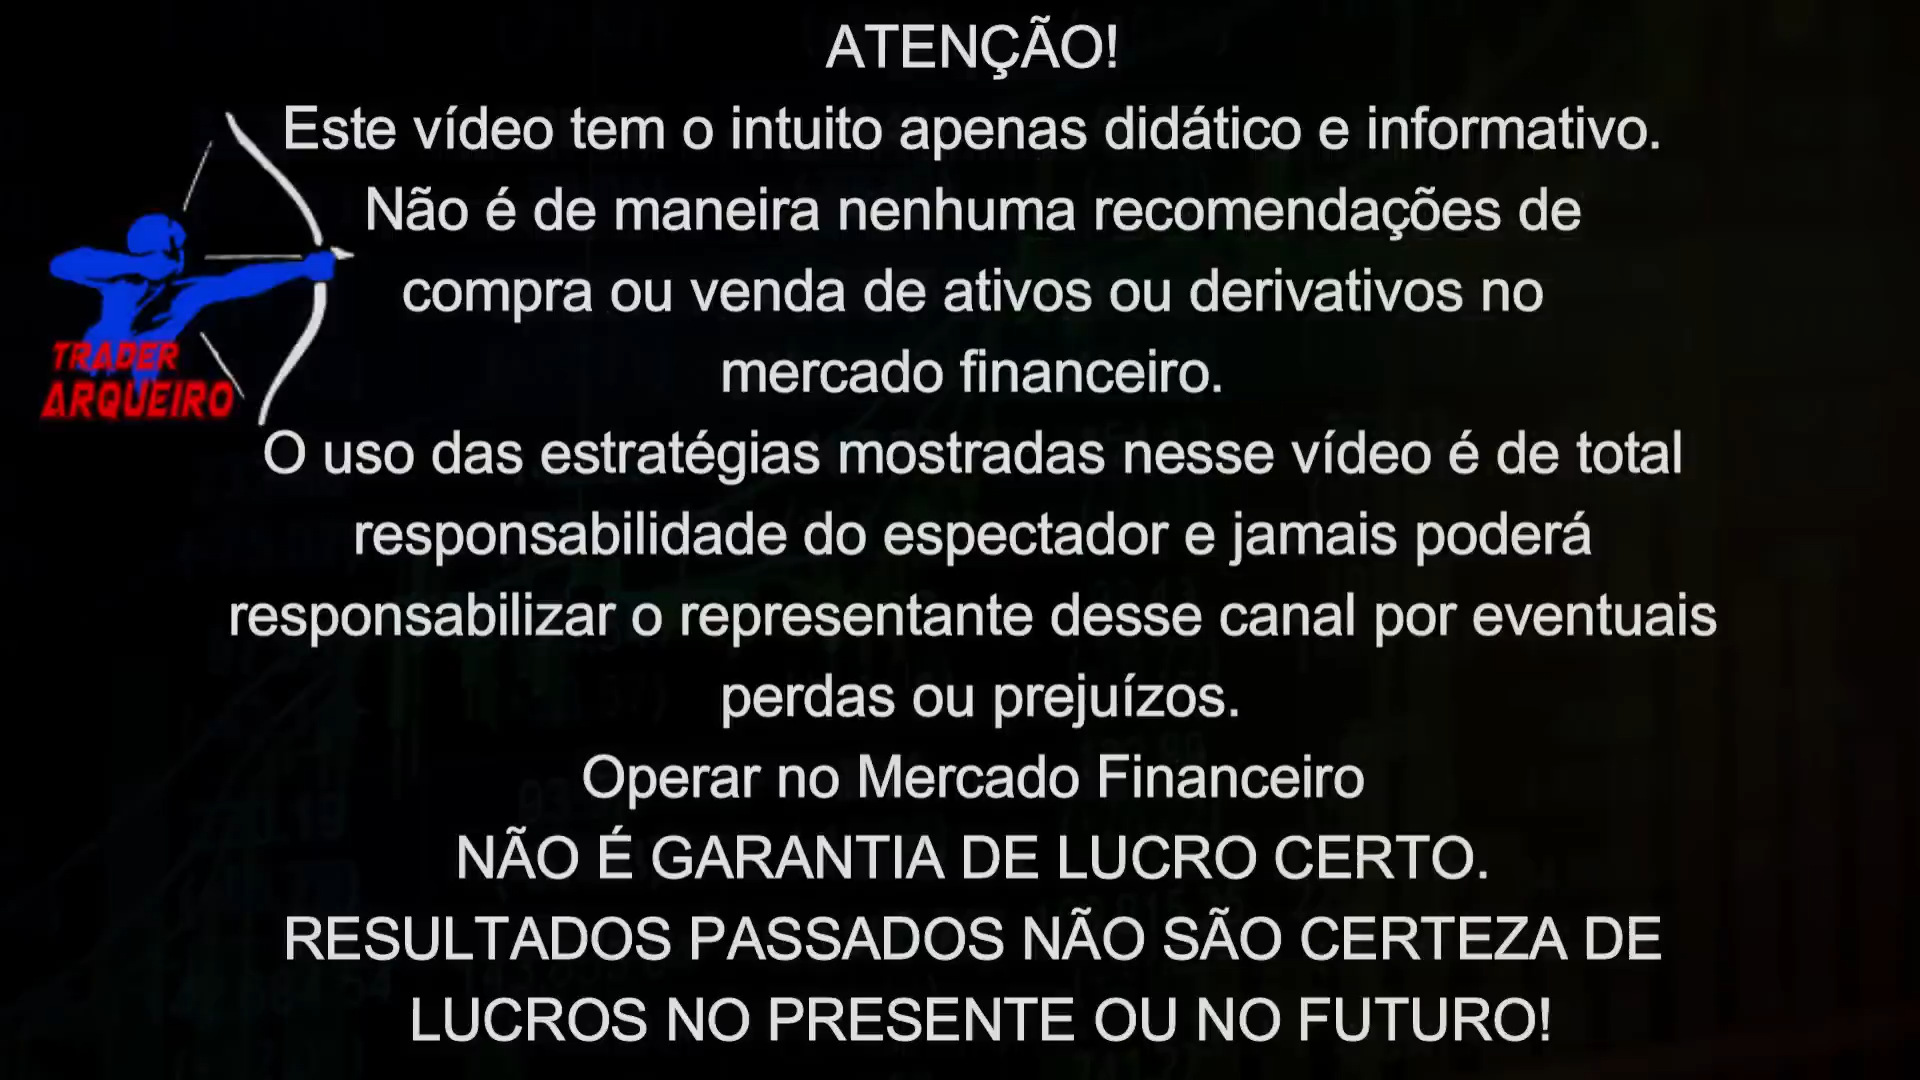 ATENÇÃO!
Este vídeo tem o intuito apenas didático e informativo.
Não é de maneira nenhuma recomendações de
compra ou venda de ativos ou derivativos no
mercado financeiro.
TRADER
ARQUEIRO
O uso das estratégias mostradas nesse vídeo é de total
responsabilidade do espectador e jamais poderá
responsabilizar o representante desse canal por eventuais
perdas ou prejuízos.
Operar no Mercado Financeiro
NÃO É GARANTIA DE LUCRO CERTO.
RESULTADOS PASSADOS NÃO SÃO CERTEZA DE
LUCROS NO PRESENTE OU NO FUTURO!